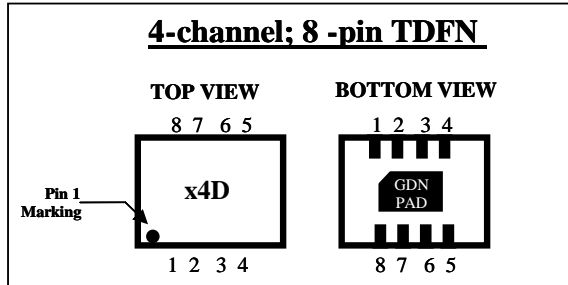 4-channel; 8 -pin TDFN
TOP VIEW
8 7 6 5
x4D
Pin 1
Marking
1 2 3 4
BOTTOM VIEW
1 2 3 4
GDN
PAD
8 7 6 5